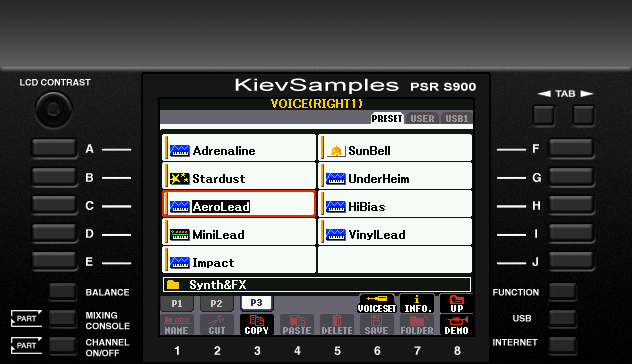 LCD CONTRAST
KievSamples PSR S900
TAB
VOICE(RIGHT1)
PRESET USER USB1
A Adrenaline SunBell F
B Stardust UnderHeim G
C AeroLead HiBias H
D MiniLead VinylLead I
E Impact J
Synth&FX
BALANCE P1 P2 P3 VOICESET INFO. UP FUNCTION
PART MIXING CONSOLE NAME CUT COPY PASTE DELETE SAVE FOLDER DEMO USB
PART CHANNEL ON/OFF INTERNET
1 2 3 4 5 6 7 8